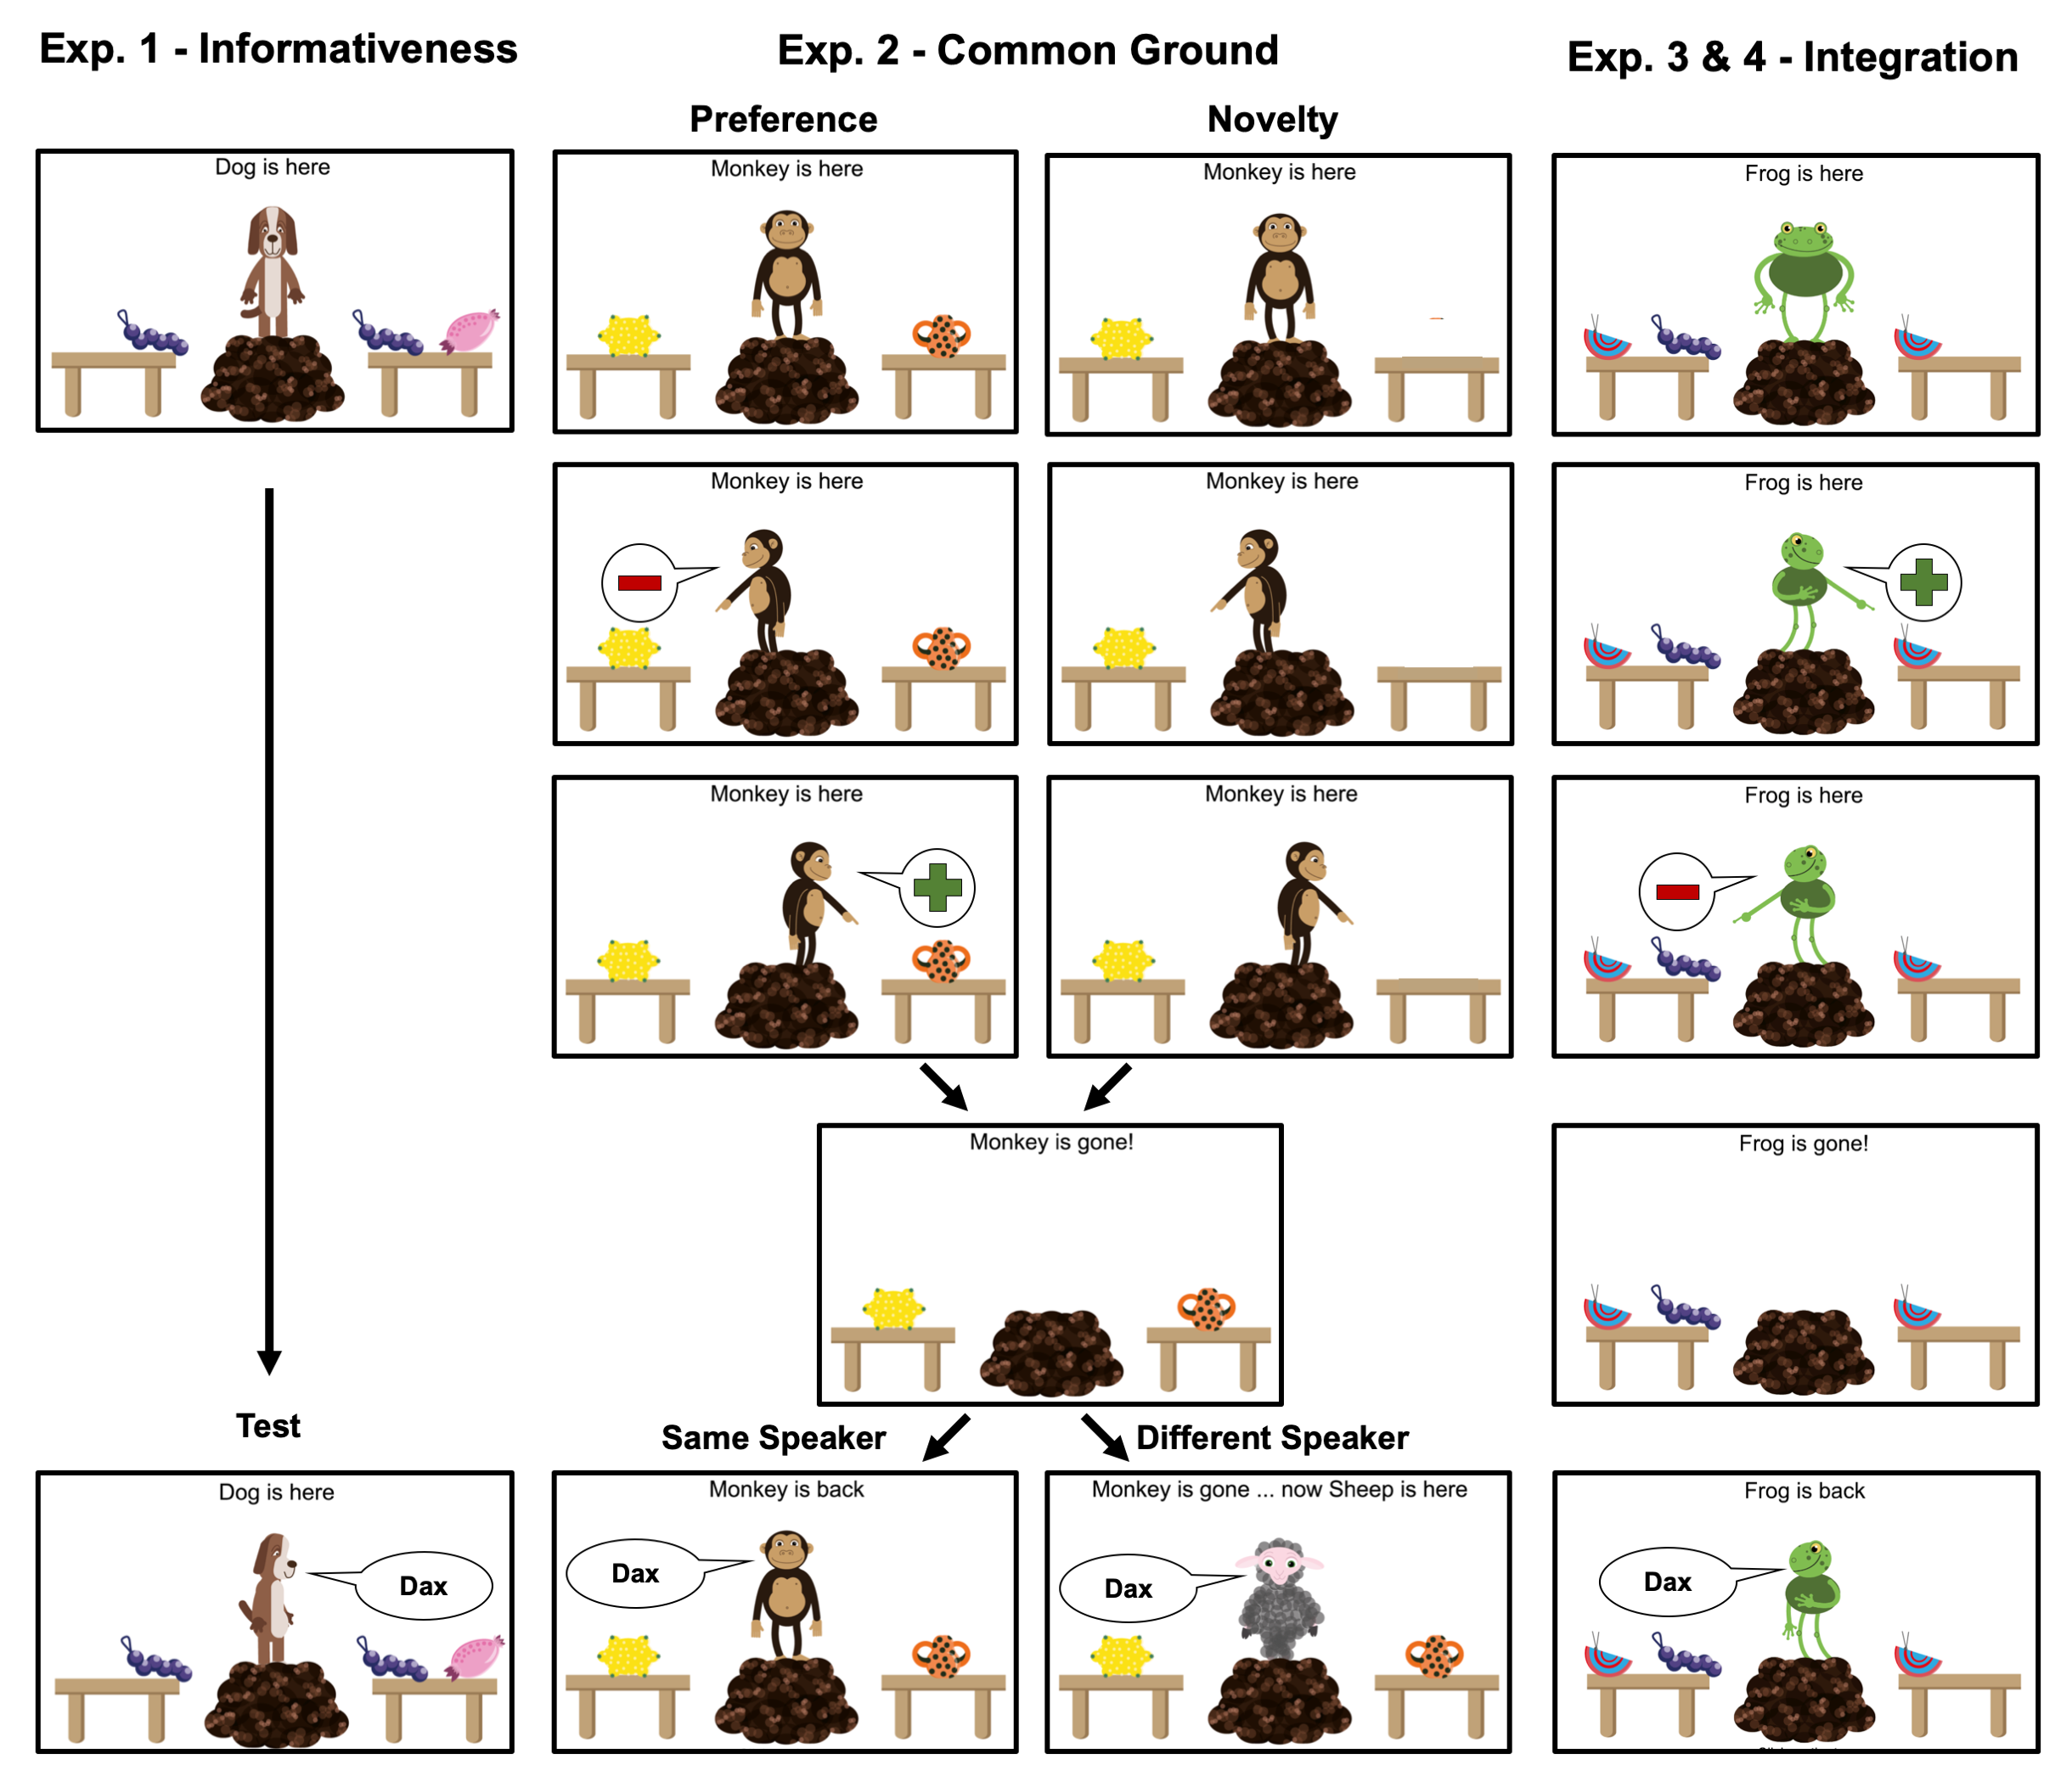 Exp. 1 - Informativeness
Exp. 2 - Common Ground
Exp. 3 & 4 - Integration
Preference
Novelty
Dog is here
Monkey is here
Monkey is here
Frog is here
Monkey is here
Monkey is here
Frog is here
Monkey is here
Monkey is here
Frog is here
Monkey is gone!
Frog is gone!
Test
Same Speaker
Different Speaker
Dog is here
Dax
Monkey is back
Dax
Monkey is gone ... now Sheep is here
Dax
Frog is back
Dax